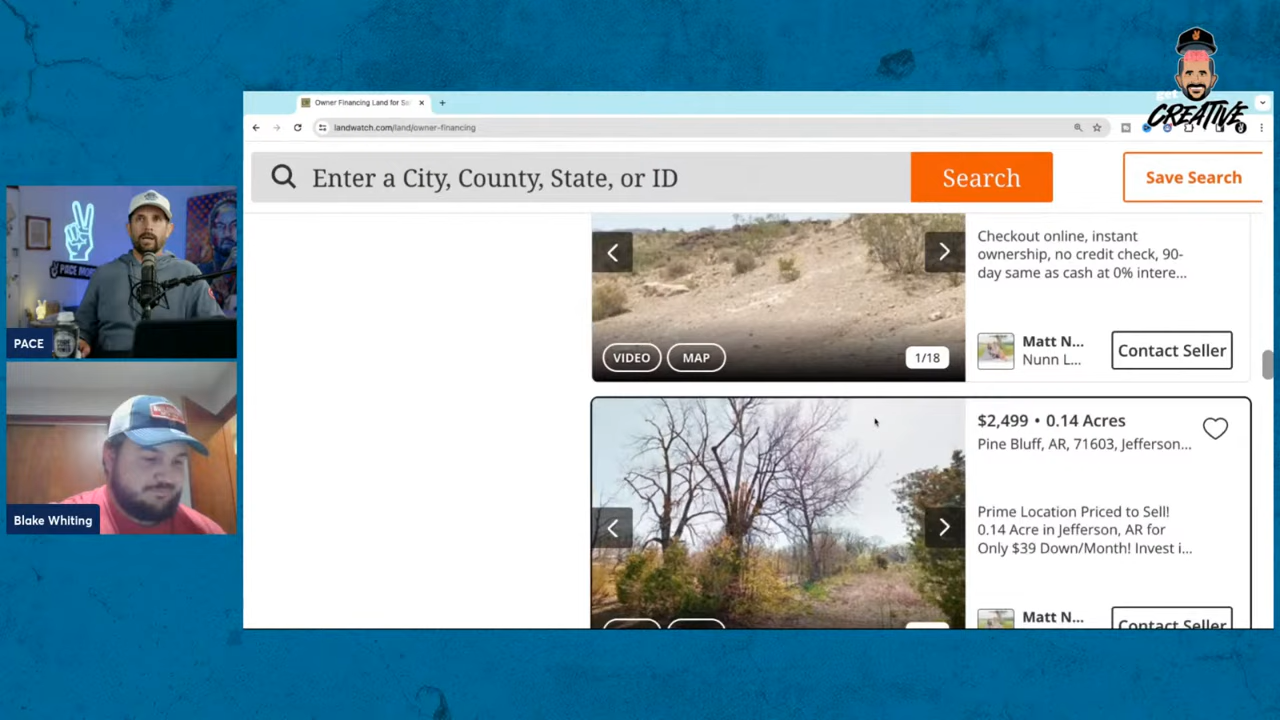 CREATIVE
Owner Financing Land for Sa
landwatch.com/land/owner-financing
Enter a City, County, State, or ID
Search
Save Search
Checkout online, instant
ownership, no credit check, 90-
day same as cash at 0% intere...
Matt N...
Nunn L...
Contact Seller
VIDEO
MAP
1/18
$2,499 • 0.14 Acres
Pine Bluff, AR, 71603, Jefferson...
Prime Location Priced to Sell!
0.14 Acre in Jefferson, AR for
Only $39 Down/Month! Invest i...
Matt N...
Contact Seller
PACE
Blake Whiting